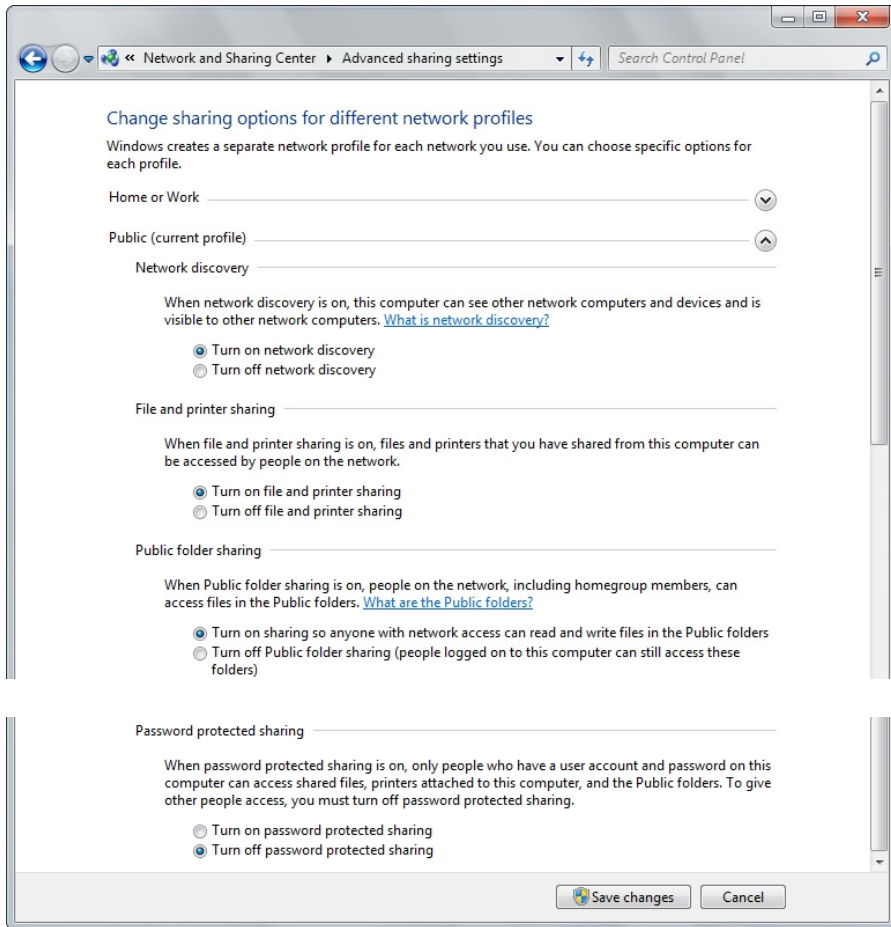 « Network and Sharing Center ▸ Advanced sharing settings
Search Control Panel
Change sharing options for different network profiles
Windows creates a separate network profile for each network you use. You can choose specific options for
each profile.
Home or Work
Public (current profile)
Network discovery
When network discovery is on, this computer can see other network computers and devices and is
visible to other network computers. What is network discovery?
Turn on network discovery
Turn off network discovery
File and printer sharing
When file and printer sharing is on, files and printers that you have shared from this computer can
be accessed by people on the network.
Turn on file and printer sharing
Turn off file and printer sharing
Public folder sharing
When Public folder sharing is on, people on the network, including homegroup members, can
access files in the Public folders. What are the Public folders?
Turn on sharing so anyone with network access can read and write files in the Public folders
Turn off Public folder sharing (people logged on to this computer can still access these
folders)
Password protected sharing
When password protected sharing is on, only people who have a user account and password on this
computer can access shared files, printers attached to this computer, and the Public folders. To give
other people access, you must turn off password protected sharing.
Turn on password protected sharing
Turn off password protected sharing
Save changes
Cancel